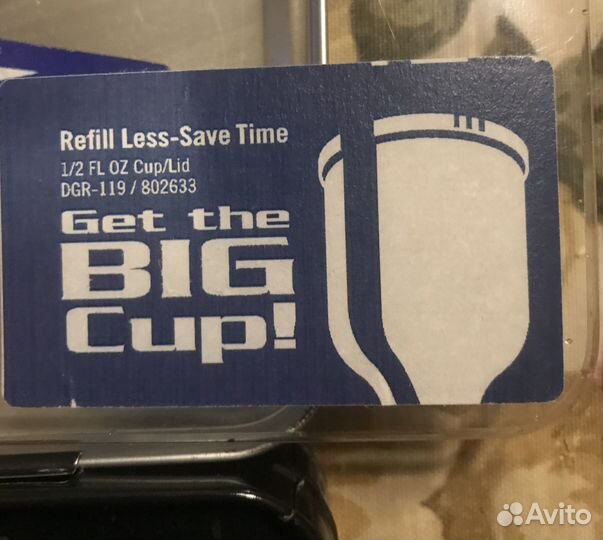 Refill Less-Save Time
1/2 FL OZ Cup/Lid
DGR-119 / 802633
Get the
BIG
Cup!
Avito